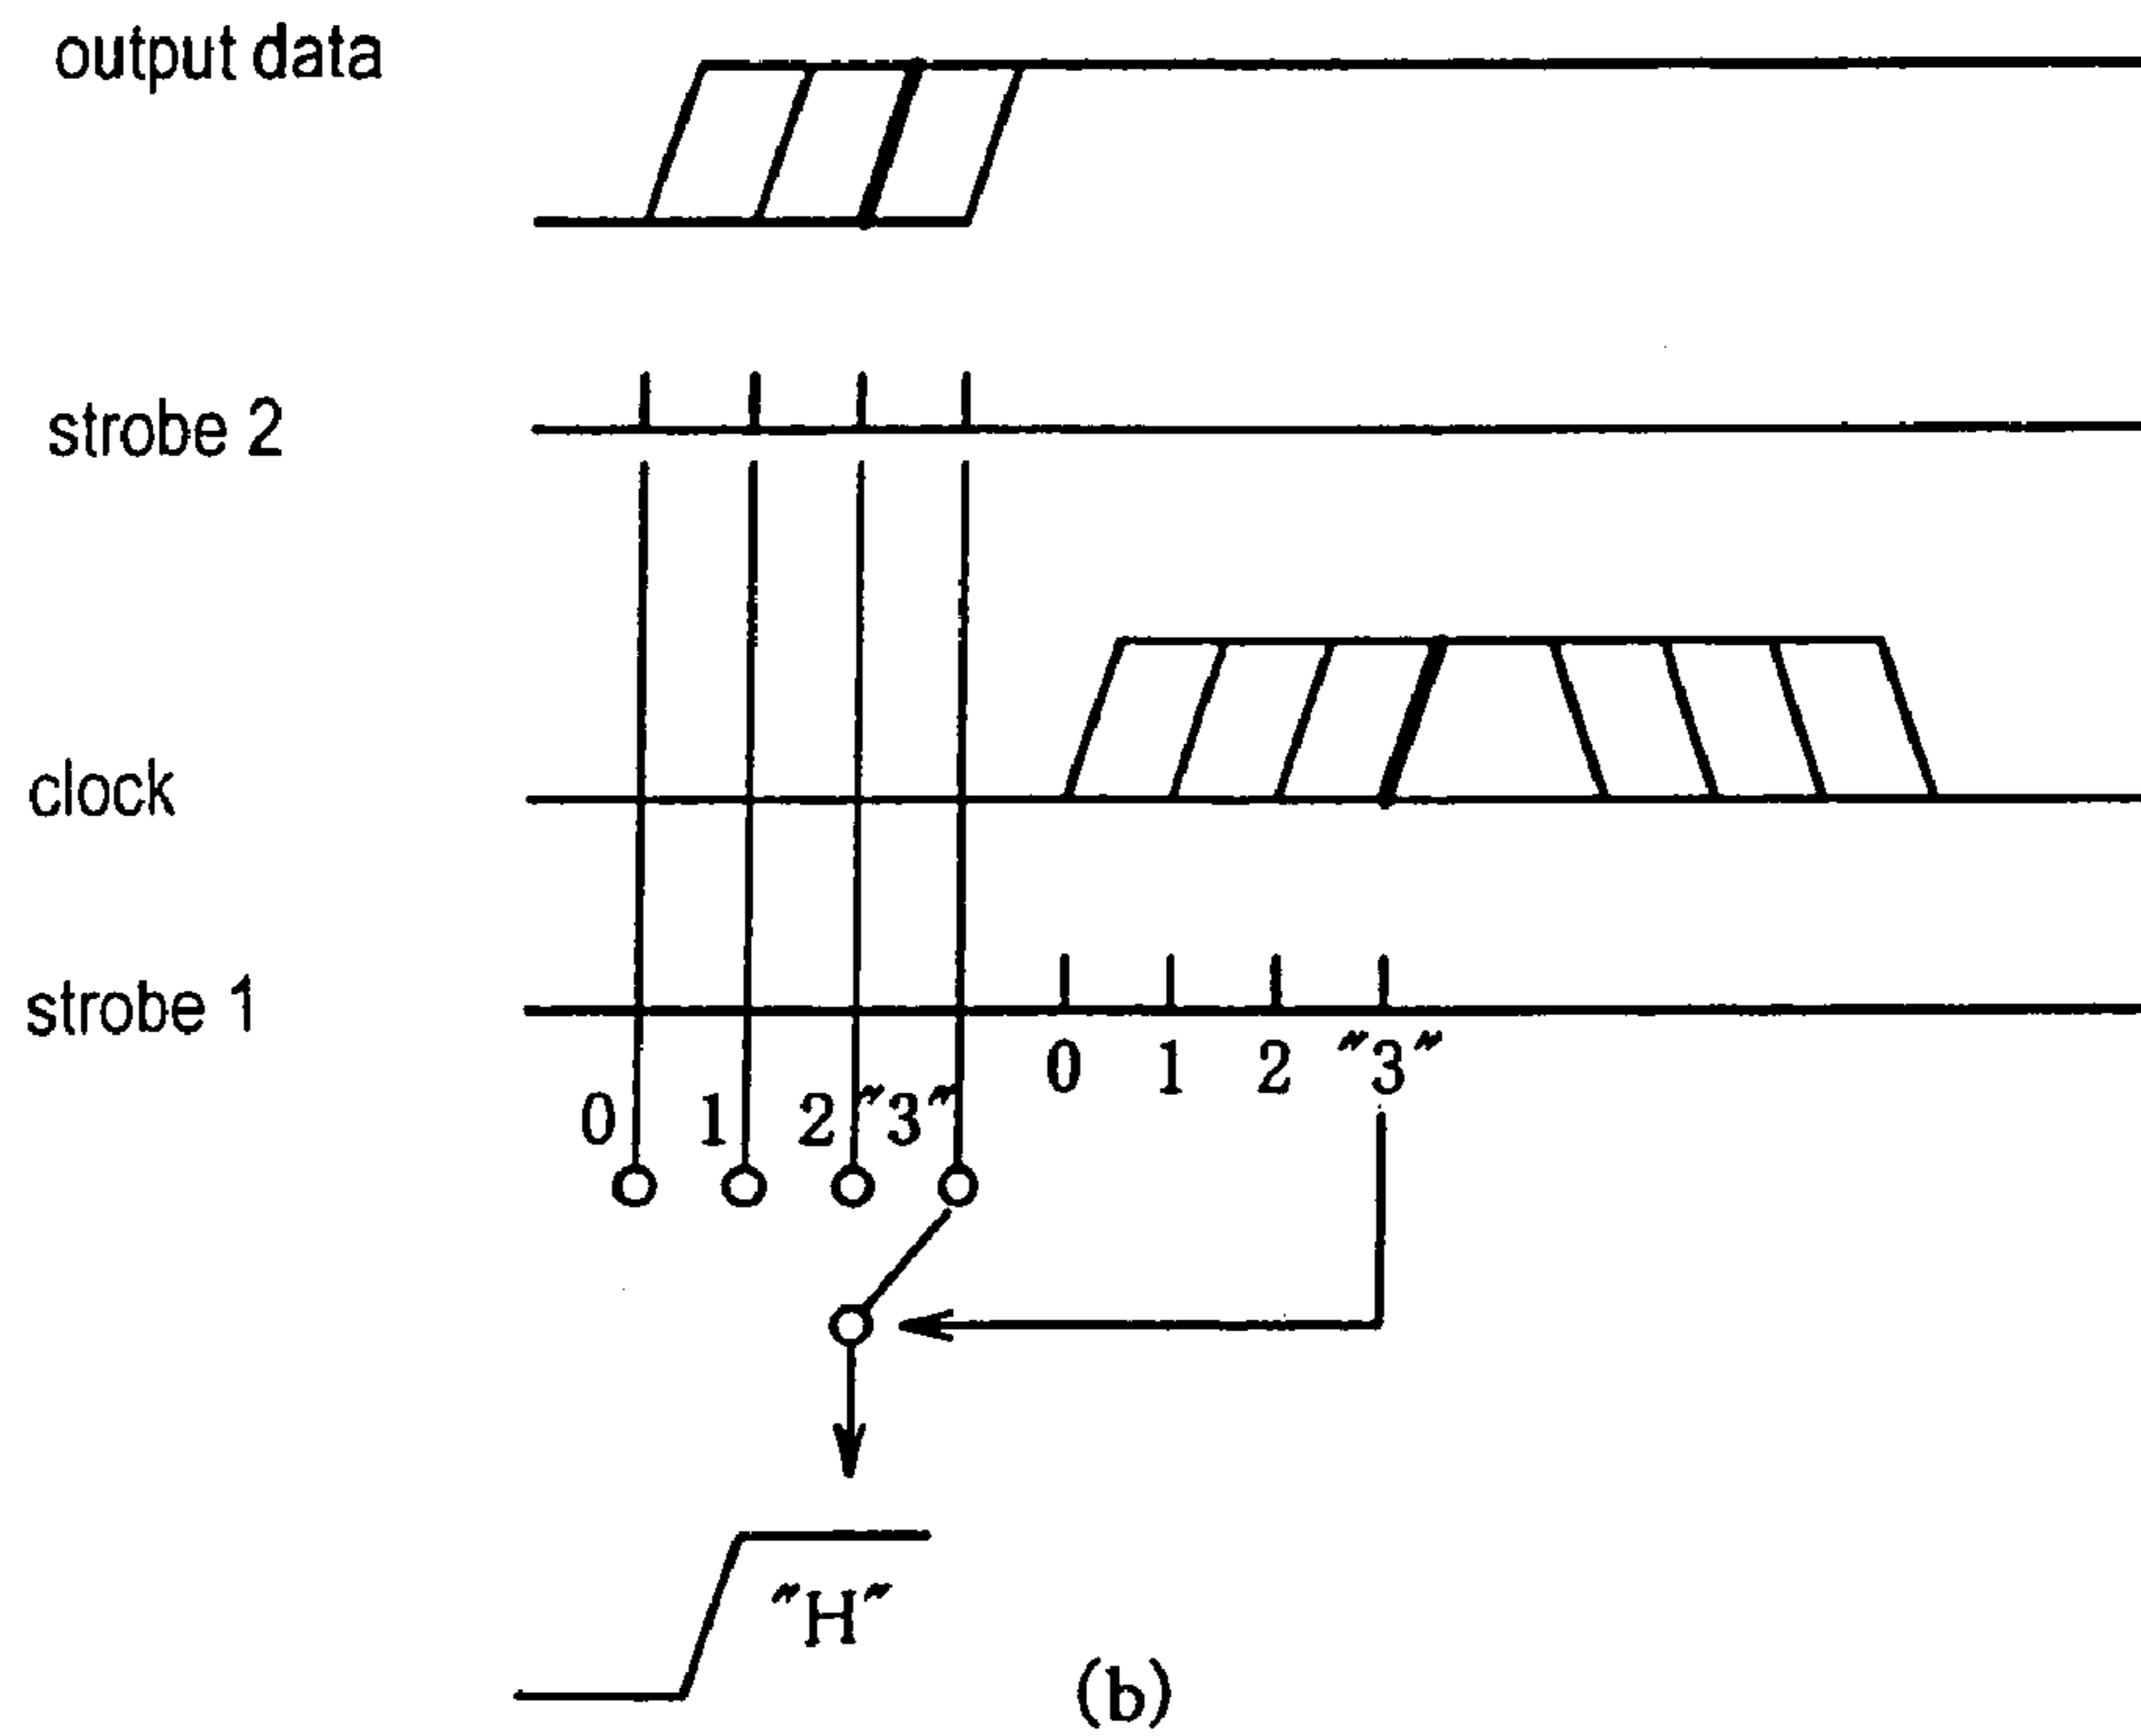 output data
strobe 2
clock
strobe 1
0 1 2 "3"
0 1 2 "3"
"H"
(b)